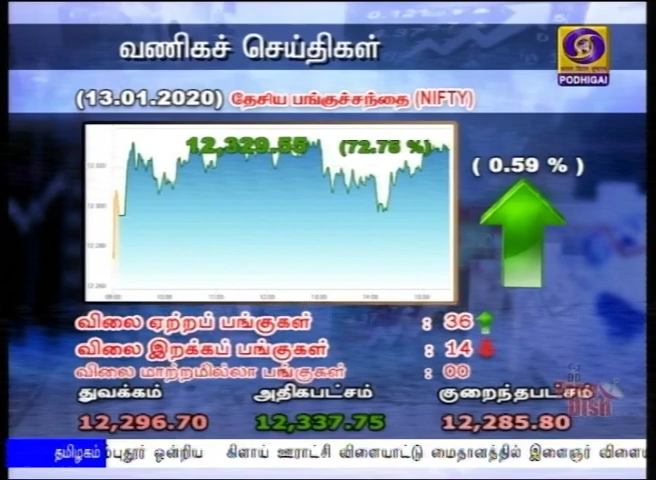 வணிகச் செய்திகள்
PODHIGAI
(13.01.2020) தேசிய பங்குச்சந்தை (NIFTY)
12,329.55 (72.75 %)
( 0.59 % )
விலை ஏற்றப் பங்குகள் : 36
விலை இறக்கப் பங்குகள் : 14
விலை மாற்றமில்லா பங்குகள் : 00
துவக்கம் அதிகபட்சம் குறைந்தபட்சம்
12,296.70 12,337.75 12,285.80
தமிழகம் ம்புதூர் ஒன்றிய கிளாய் ஊராட்சி விளையாட்டு மைதானத்தில் இளைஞர் விளைய